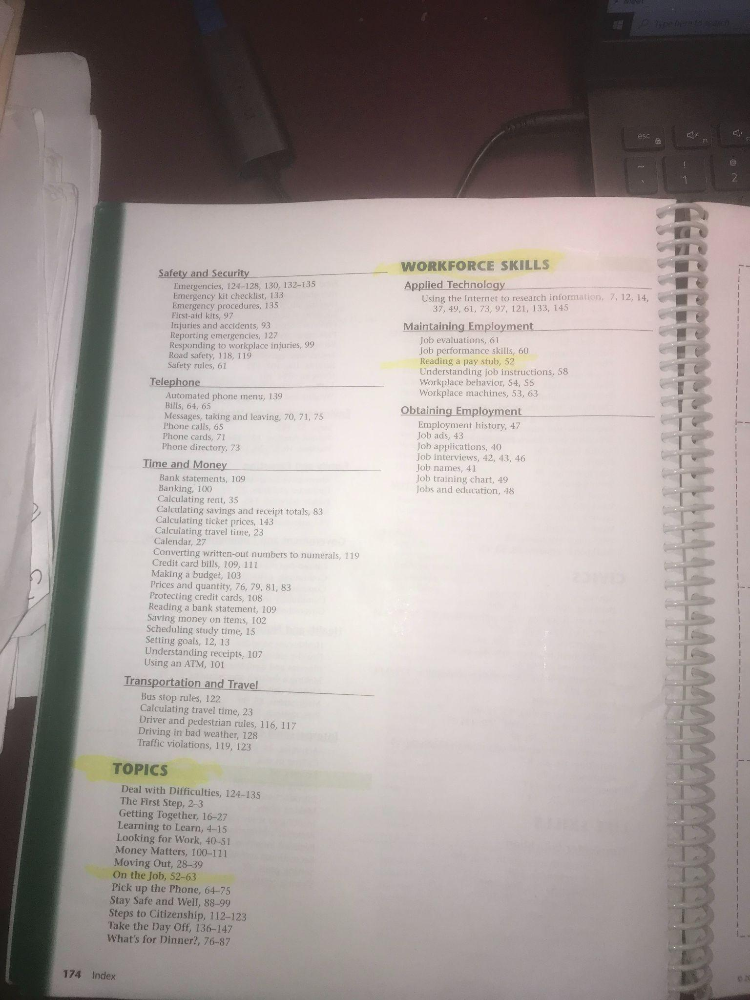 Meet
Type here to search
esc
F1
~
`
!
1
@
2
Safety and Security
Emergencies, 124–128, 130, 132–135
Emergency kit checklist, 133
Emergency procedures, 135
First-aid kits, 97
Injuries and accidents, 93
Reporting emergencies, 127
Responding to workplace injuries, 99
Road safety, 118, 119
Safety rules, 61
Telephone
Automated phone menu, 139
Bills, 64, 65
Messages, taking and leaving, 70, 71, 75
Phone calls, 65
Phone cards, 71
Phone directory, 73
Time and Money
Bank statements, 109
Banking, 100
Calculating rent, 35
Calculating savings and receipt totals, 83
Calculating ticket prices, 143
Calculating travel time, 23
Calendar, 27
Converting written-out numbers to numerals, 119
Credit card bills, 109, 111
Making a budget, 103
Prices and quantity, 76, 79, 81, 83
Protecting credit cards, 108
Reading a bank statement, 109
Saving money on items, 102
Scheduling study time, 15
Setting goals, 12, 13
Understanding receipts, 107
Using an ATM, 101
Transportation and Travel
Bus stop rules, 122
Calculating travel time, 23
Driver and pedestrian rules, 116, 117
Driving in bad weather, 128
Traffic violations, 119, 123
TOPICS
Deal with Difficulties, 124–135
The First Step, 2–3
Getting Together, 16–27
Learning to Learn, 4–15
Looking for Work, 40–51
Money Matters, 100–111
Moving Out, 28–39
On the Job, 52–63
Pick up the Phone, 64–75
Stay Safe and Well, 88–99
Steps to Citizenship, 112–123
Take the Day Off, 136–147
What's for Dinner?, 76–87
WORKFORCE SKILLS
Applied Technology
Using the Internet to research information, 7, 12, 14,
37, 49, 61, 73, 97, 121, 133, 145
Maintaining Employment
Job evaluations, 61
Job performance skills, 60
Reading a pay stub, 52
Understanding job instructions, 58
Workplace behavior, 54, 55
Workplace machines, 53, 63
Obtaining Employment
Employment history, 47
Job ads, 43
Job applications, 40
Job interviews, 42, 43, 46
Job names, 41
Job training chart, 49
Jobs and education, 48
174 Index